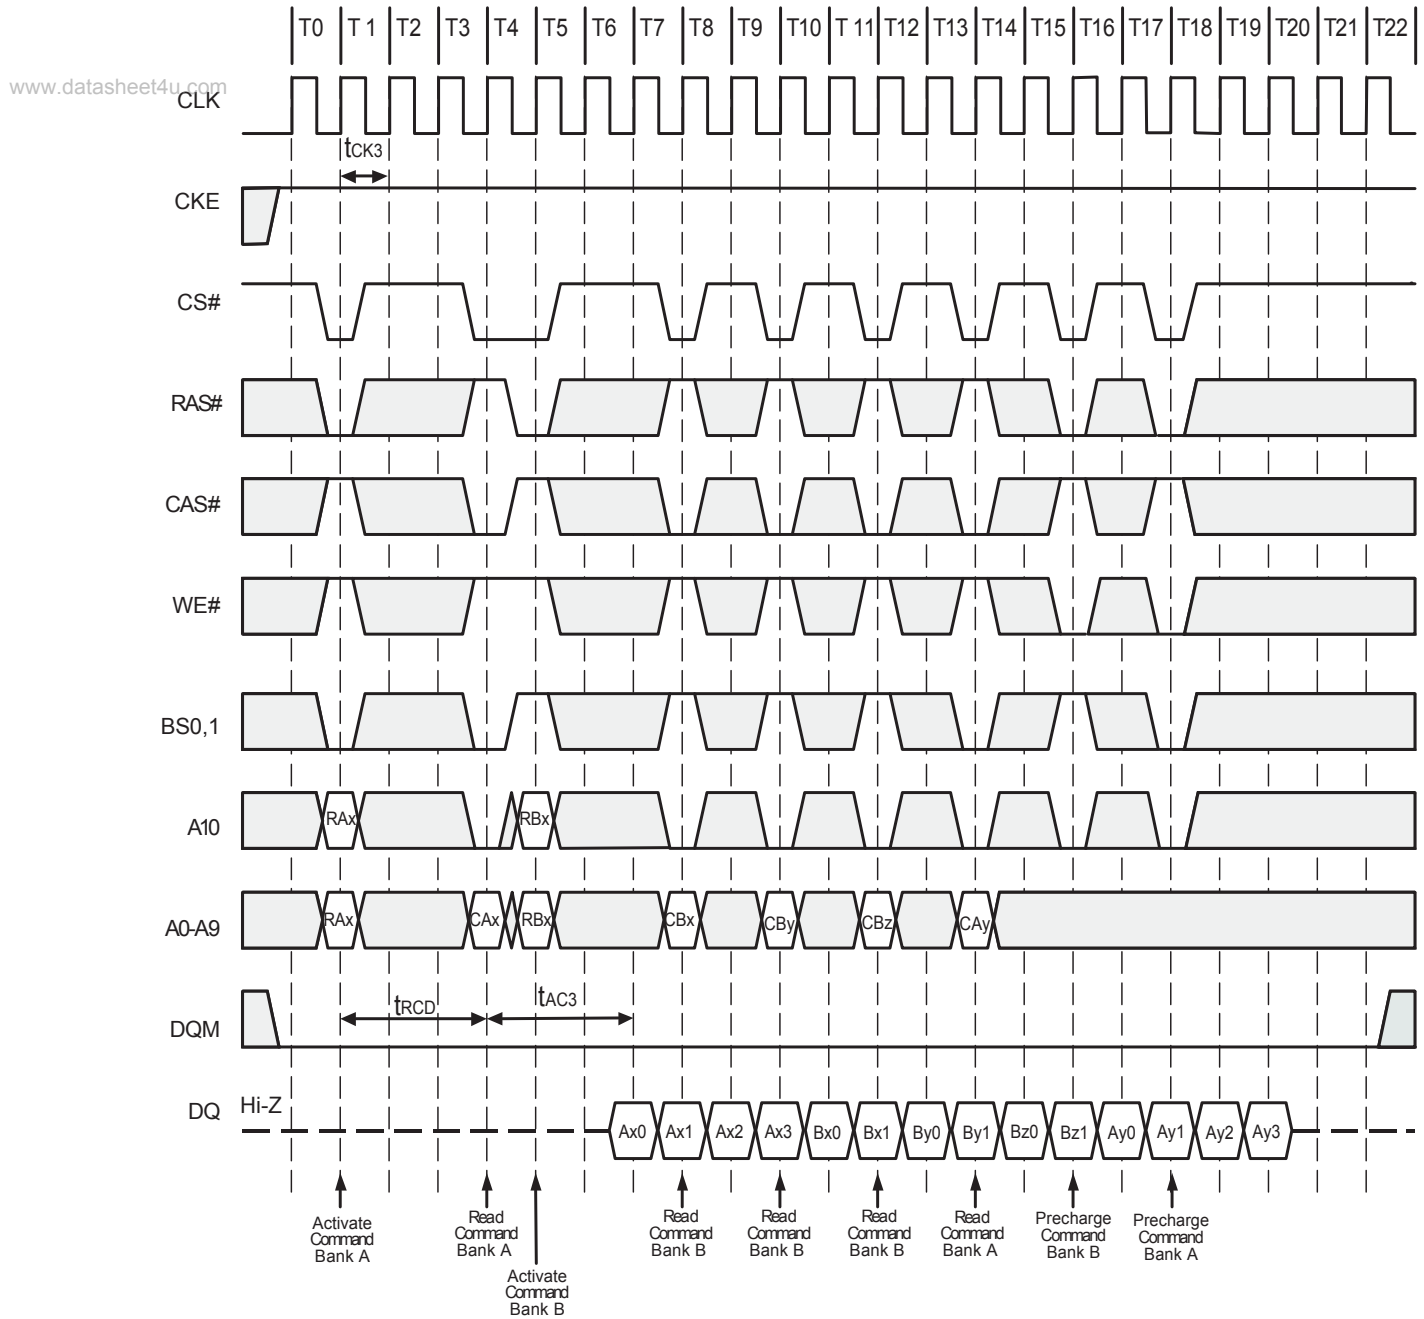 T0 T 1 T2 T3 T4 T5 T6 T7 T8 T9 T10 T 11 T12 T13 T14 T15 T16 T17 T18 T19 T20 T21 T22
www.datasheet4u.com
CLK
tCK3
CKE
CS#
RAS#
CAS#
WE#
BS0,1
A10 RAx RBx
A0-A9 RAx CAx RBx CBx CBy CBz CAy
tRCD tAC3
DQM
DQ Hi-Z Ax0 Ax1 Ax2 Ax3 Bx0 Bx1 By0 By1 Bz0 Bz1 Ay0 Ay1 Ay2 Ay3
Activate
Command
Bank A
Read
Command
Bank A
Activate
Command
Bank B
Read
Command
Bank B
Read
Command
Bank B
Read
Command
Bank B
Read
Command
Bank A
Precharge
Command
Bank B
Precharge
Command
Bank A